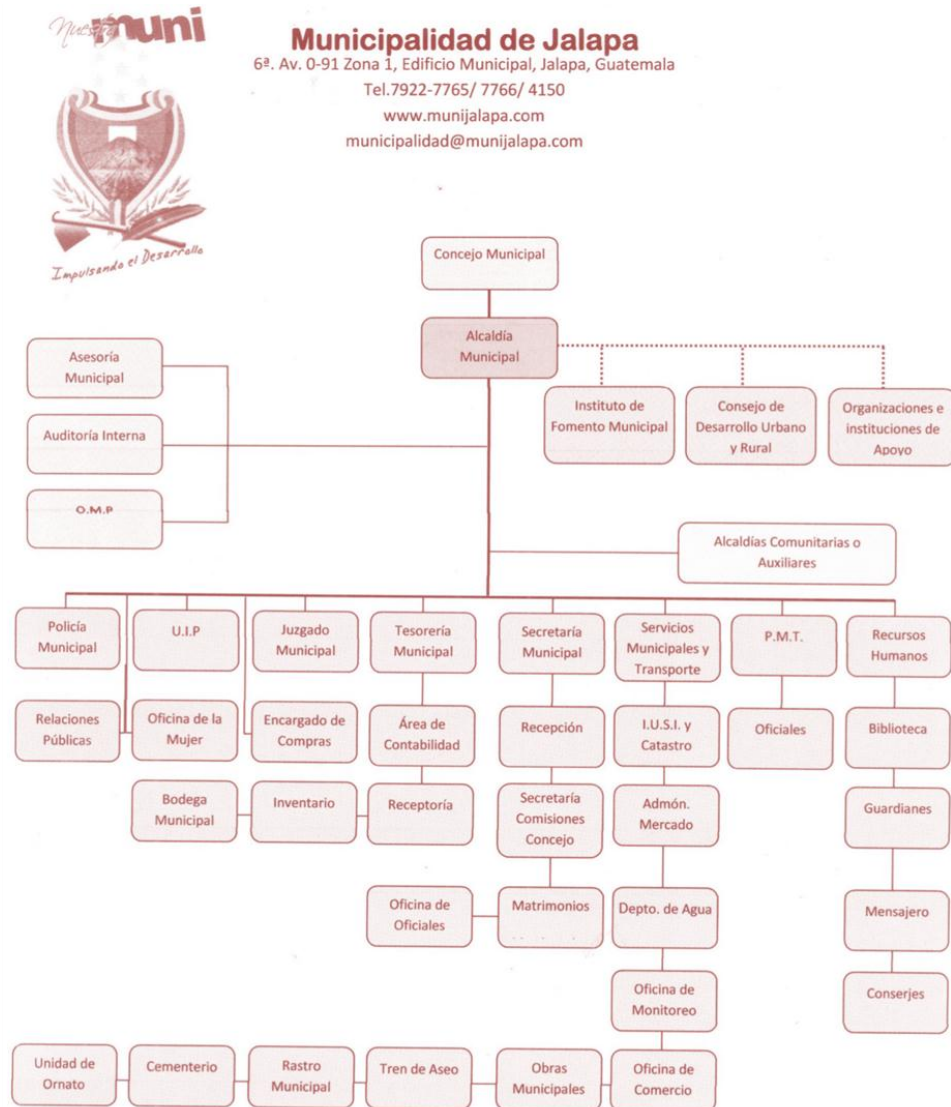 Nuestra muni
Municipalidad de Jalapa
6ª. Av. 0-91 Zona 1, Edificio Municipal, Jalapa, Guatemala
Tel.7922-7765/ 7766/ 4150
www.munijalapa.com
municipalidad@munijalapa.com
Impulsando el Desarrollo
Concejo Municipal
Alcaldía
Municipal
Asesoría
Municipal
Auditoría Interna
O.M.P
Instituto de
Fomento Municipal
Consejo de
Desarrollo Urbano
y Rural
Organizaciones e
instituciones de
Apoyo
Alcaldías Comunitarias o
Auxiliares
Policía
Municipal
U.I.P
Juzgado
Municipal
Tesorería
Municipal
Secretaría
Municipal
Servicios
Municipales y
Transporte
P.M.T.
Recursos
Humanos
Relaciones
Públicas
Oficina de la
Mujer
Encargado de
Compras
Área de
Contabilidad
Recepción
I.U.S.I. y
Catastro
Oficiales
Biblioteca
Bodega
Municipal
Inventario
Receptoría
Secretaría
Comisiones
Concejo
Admón.
Mercado
Guardianes
Oficina de
Oficiales
Matrimonios
Depto. de Agua
Mensajero
Oficina de
Monitoreo
Conserjes
Unidad de
Ornato
Cementerio
Rastro
Municipal
Tren de Aseo
Obras
Municipales
Oficina de
Comercio